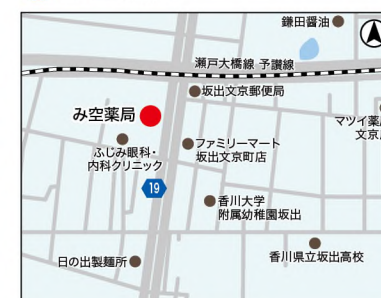 鎌田醤油
瀬戸大橋線 予讃線
坂出文京郵便局
み空薬局
マツイ薬
文京
ふじみ眼科・
内科クリニック
ファミリーマート
坂出文京町店
19
香川大学
附属幼稚園坂出
香川県立坂出高校
日の出製麺所